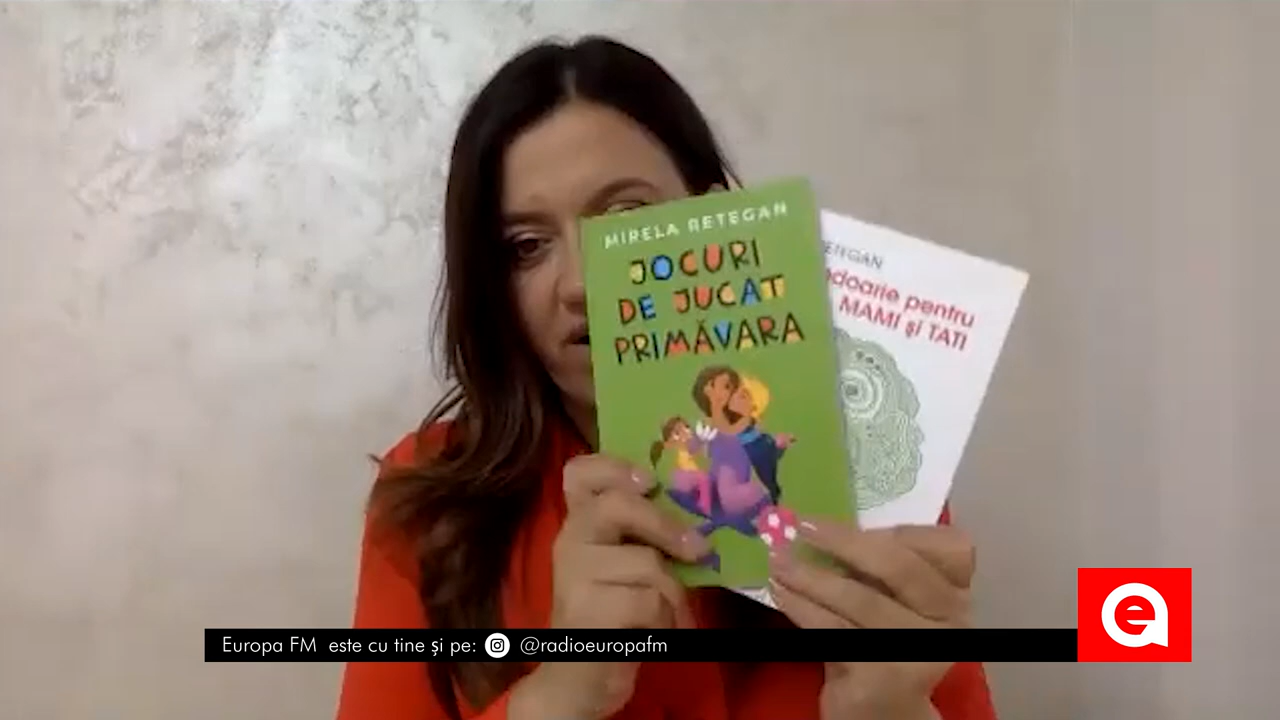 MIRELA RETEGAN
JOCURI
DE JUCAT
PRIMĂVARA
pentru
MAMI și TATI
Europa FM este cu tine și pe: @radioeuropafm
e